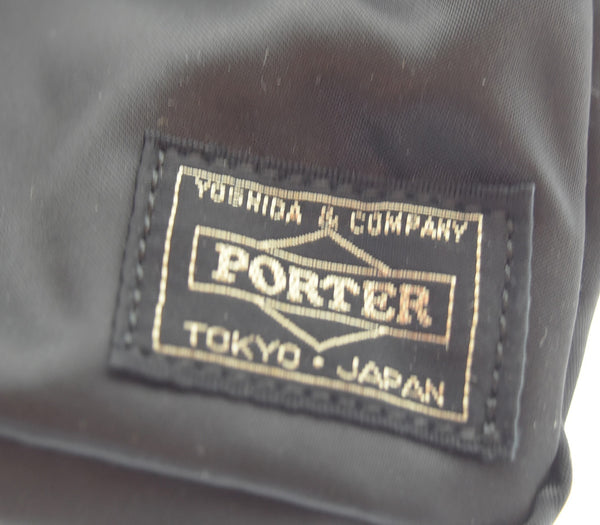 YOSHIDA & COMPANY
PORTER
TOKYO • JAPAN